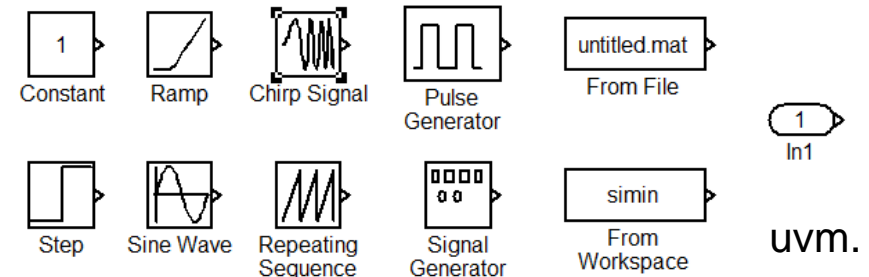 1
Constant
Ramp
Chirp Signal
Pulse
Generator
untitled.mat
From File
1
In1
Step
Sine Wave
Repeating
Sequence
Signal
Generator
simin
From
Workspace
uvm.